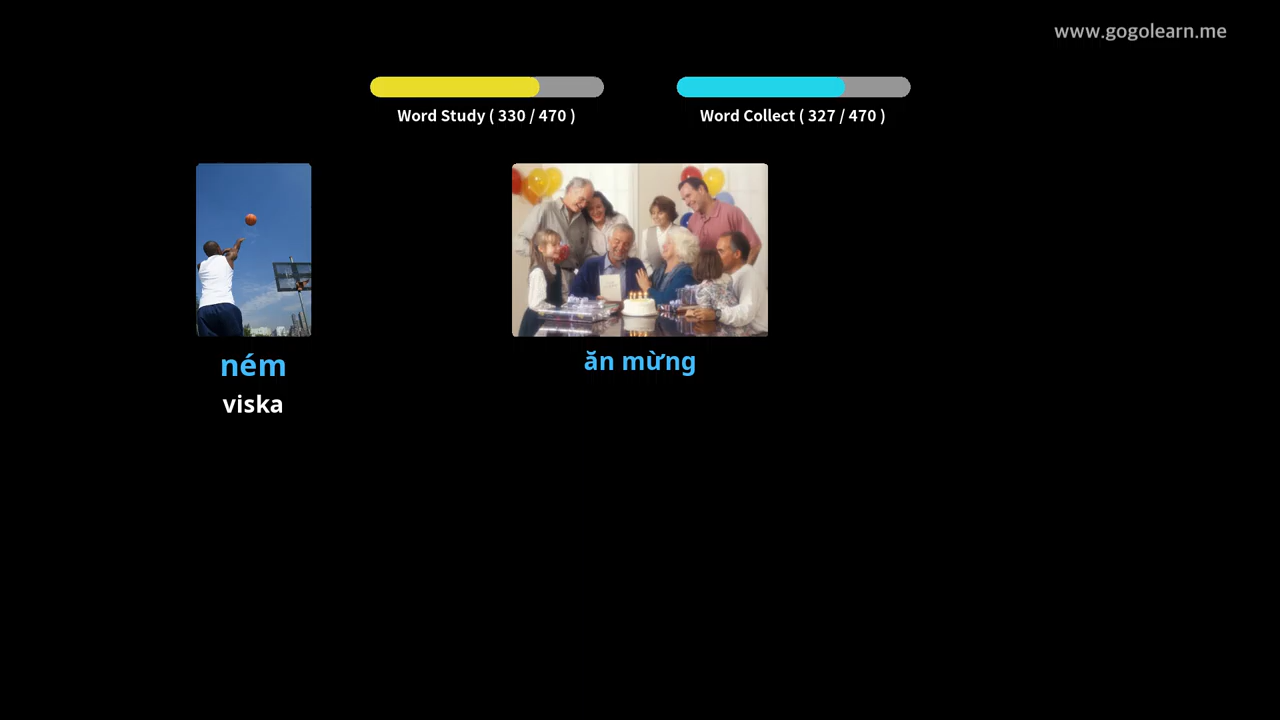 www.gogolearn.me
Word Study ( 330 / 470 )
Word Collect ( 327 / 470 )
ném
viska
ăn mừng